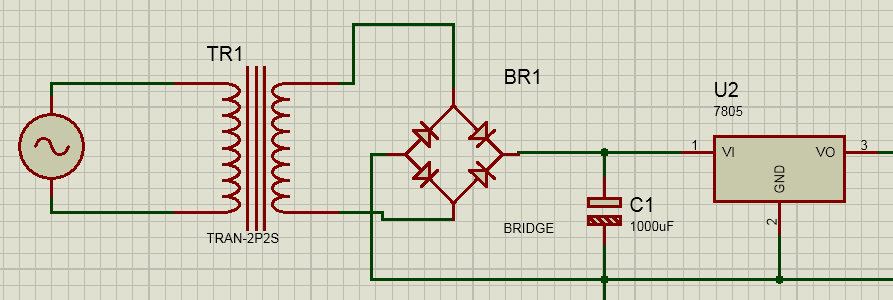 TR1
TRAN-2P2S
BR1
BRIDGE
C1
1000uF
U2
7805
1
VI
VO
3
GND
2